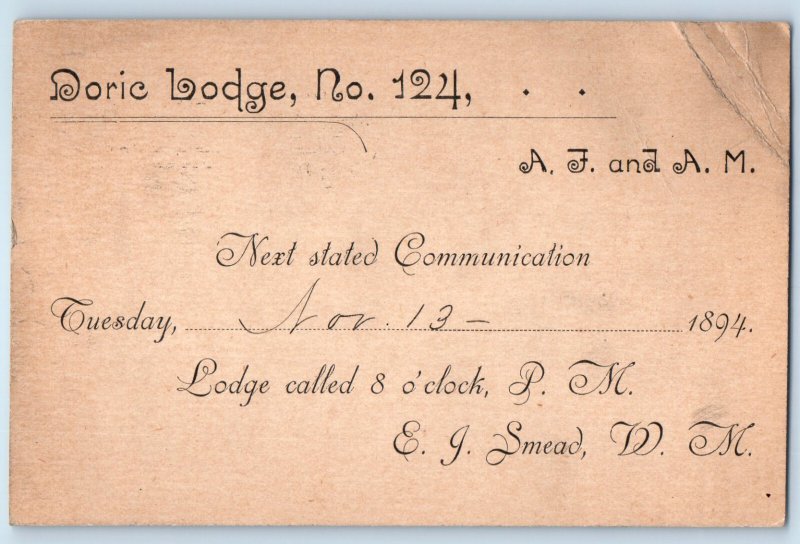 Doric Lodge, No. 124, . .
A. F. and A. M.
Next stated Communication
Tuesday, Nov. 13 - 1894.
Lodge called 8 o'clock, P. M.
E. J. Smead, W. M.